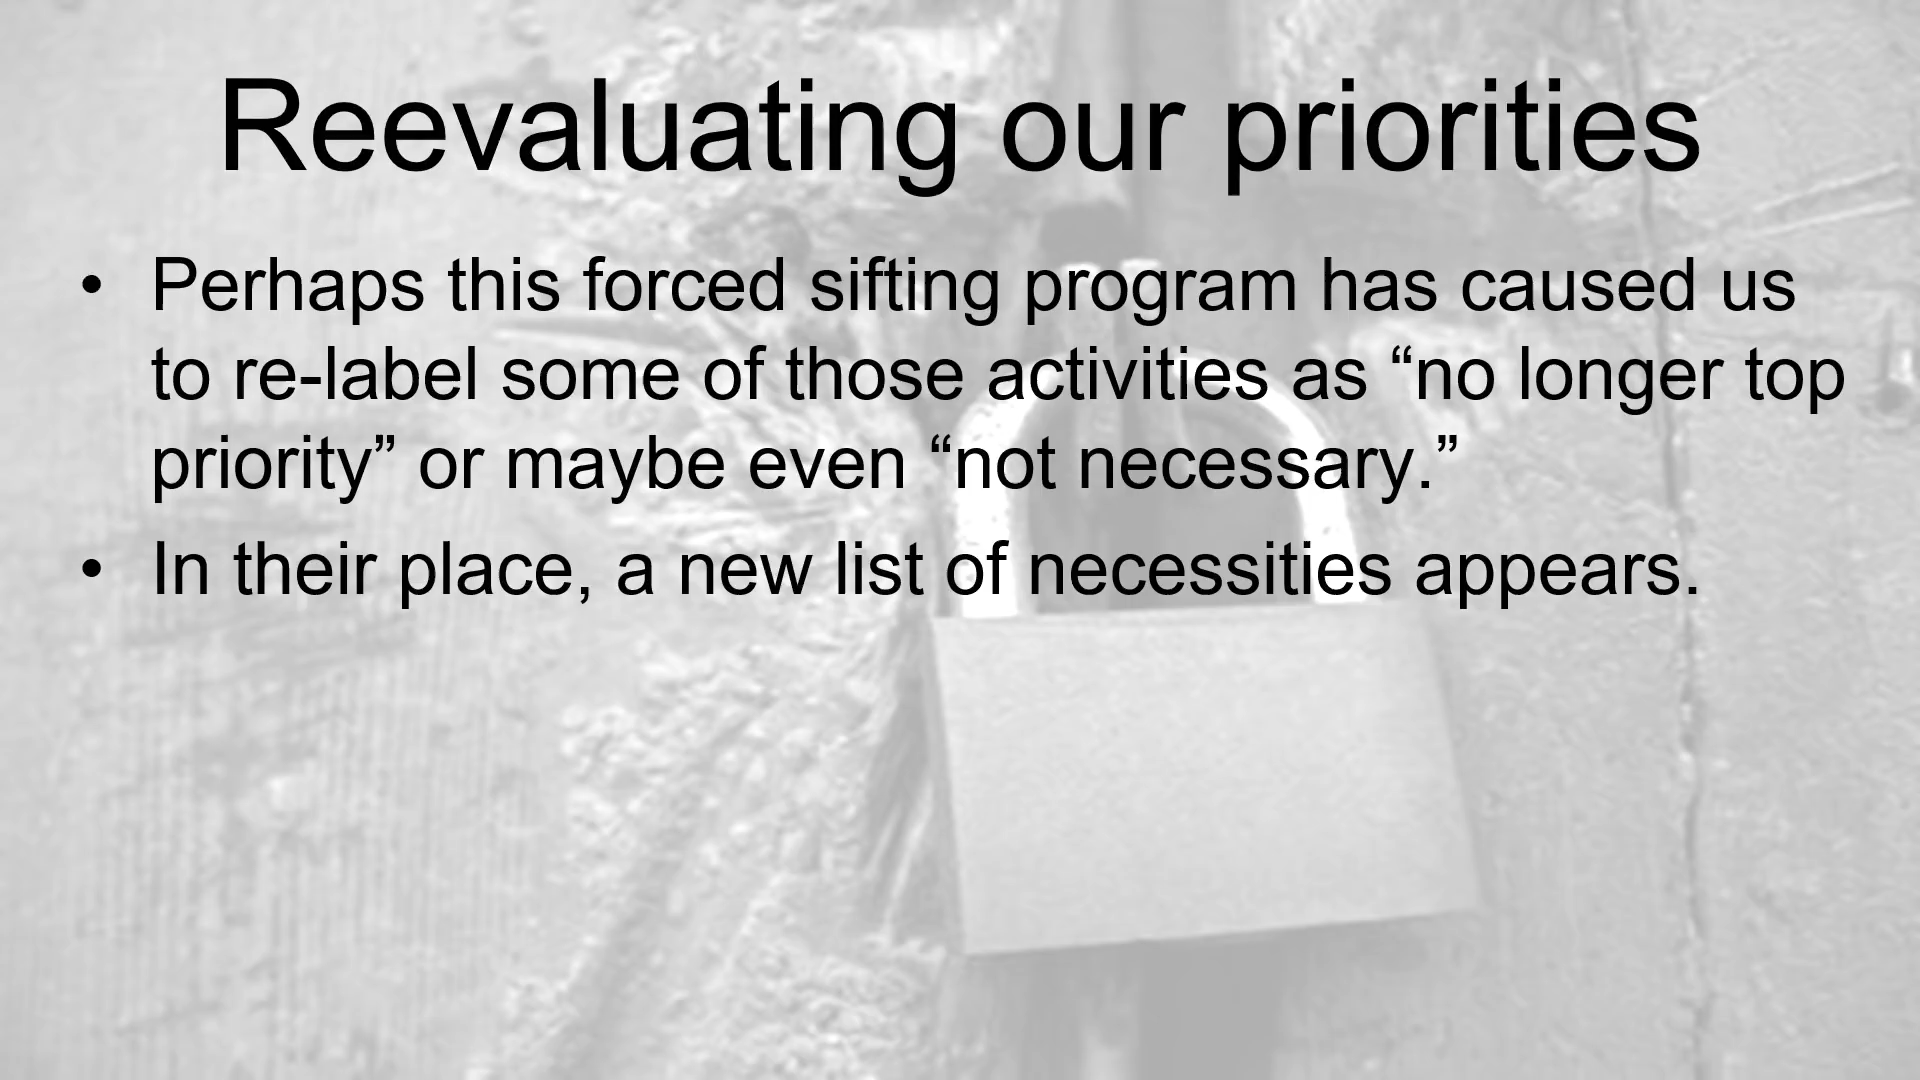 Reevaluating our priorities
• Perhaps this forced sifting program has caused us
to re-label some of those activities as “no longer top
priority” or maybe even “not necessary.”
• In their place, a new list of necessities appears.